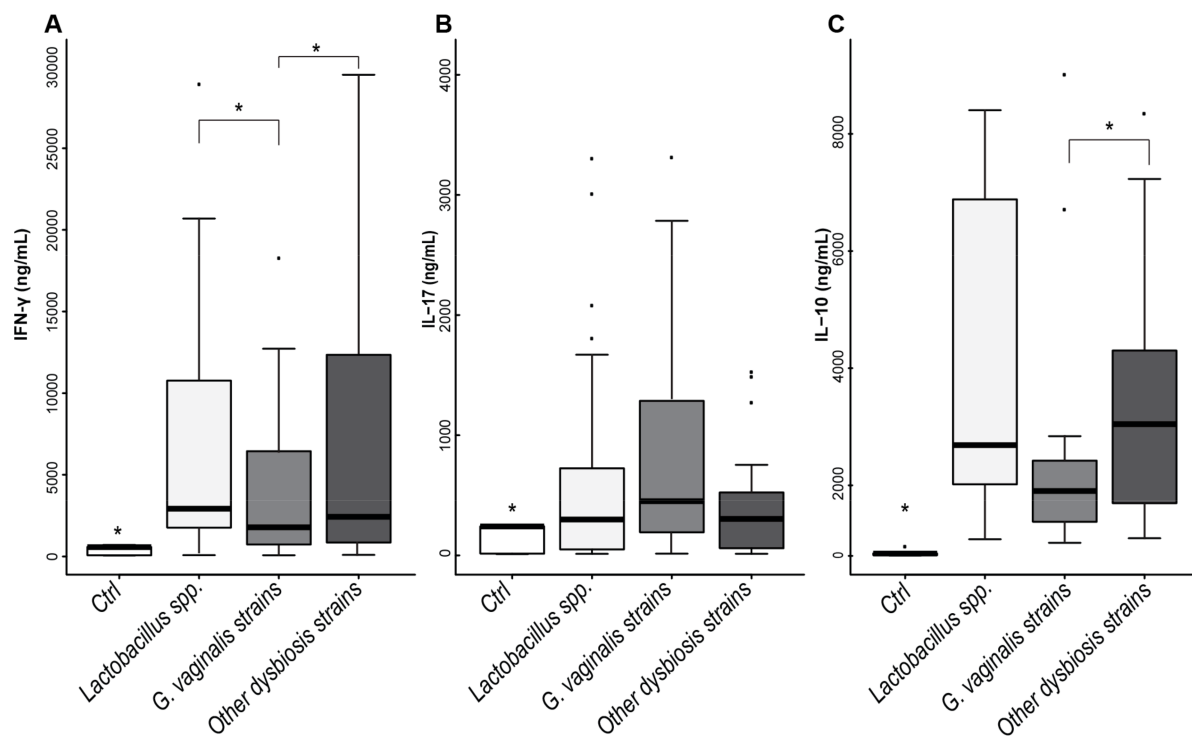 A
IFN-γ (ng/mL)
30000
25000
20000
15000
10000
5000
0
*
*
*
Ctrl
Lactobacillus spp.
G. vaginalis strains
Other dysbiosis strains
B
IL−17 (ng/mL)
4000
3000
2000
1000
0
*
Ctrl
Lactobacillus spp.
G. vaginalis strains
Other dysbiosis strains
C
IL−10 (ng/mL)
8000
6000
4000
2000
0
*
*
Ctrl
Lactobacillus spp.
G. vaginalis strains
Other dysbiosis strains